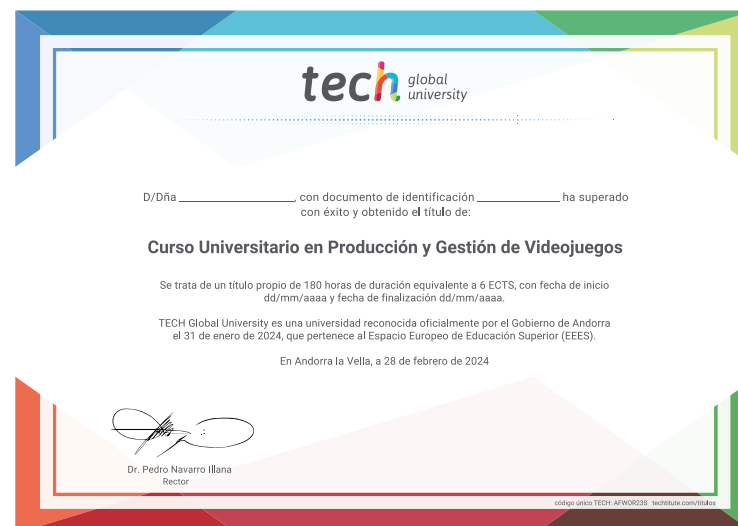 tech global
university
D/Dña ____________, con documento de identificación ____________ ha superado
con éxito y obtenido el título de:
Curso Universitario en Producción y Gestión de Videojuegos
Se trata de un título propio de 180 horas de duración equivalente a 6 ECTS, con fecha de inicio
dd/mm/aaaa y fecha de finalización dd/mm/aaaa.
TECH Global University es una universidad reconocida oficialmente por el Gobierno de Andorra
el 31 de enero de 2024, que pertenece al Espacio Europeo de Educación Superior (EEES).
En Andorra la Vella, a 28 de febrero de 2024
Dr. Pedro Navarro Illana
Rector
código único TECH: AFWOR23S techtitute.com/titulos